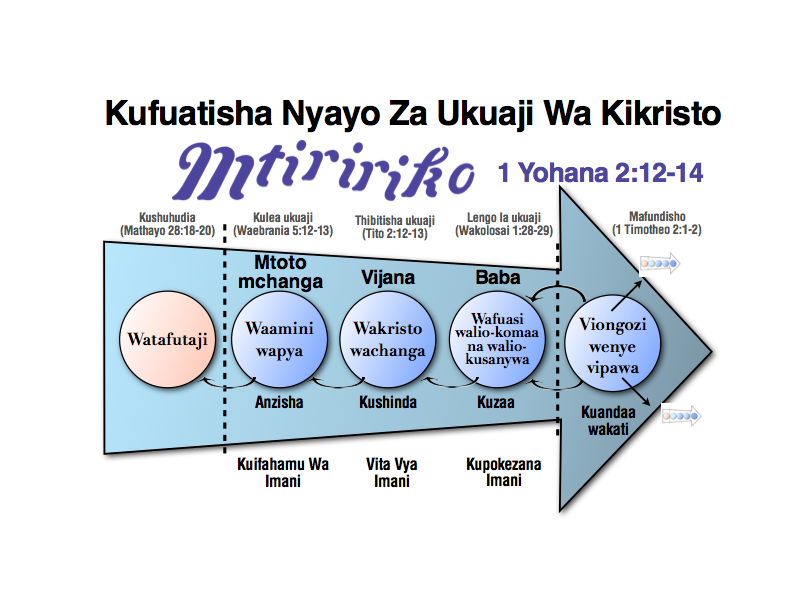 Kufuatisha Nyayo Za Ukuaji Wa Kikristo
Mtiririko
1 Yohana 2:12-14
Kushuhudia
(Mathayo 28:18-20)
Kulea ukuaji
(Waebrania 5:12-13)
Thibitisha ukuaji
(Tito 2:12-13)
Lengo la ukuaji
(Wakolosai 1:28-29)
Mafundisho
(1 Timotheo 2:1-2)
Mtoto
mchanga
Vijana
Baba
Watafutaji
Waamini
wapya
Wakristo
wachanga
Wafuasi
walio-komaa
na walio-
kusanywa
Viongozi
wenye
vipawa
Anzisha
Kushinda
Kuzaa
Kuandaa
wakati
Kuifahamu Wa
Imani
Vita Vya
Imani
Kupokezana
Imani